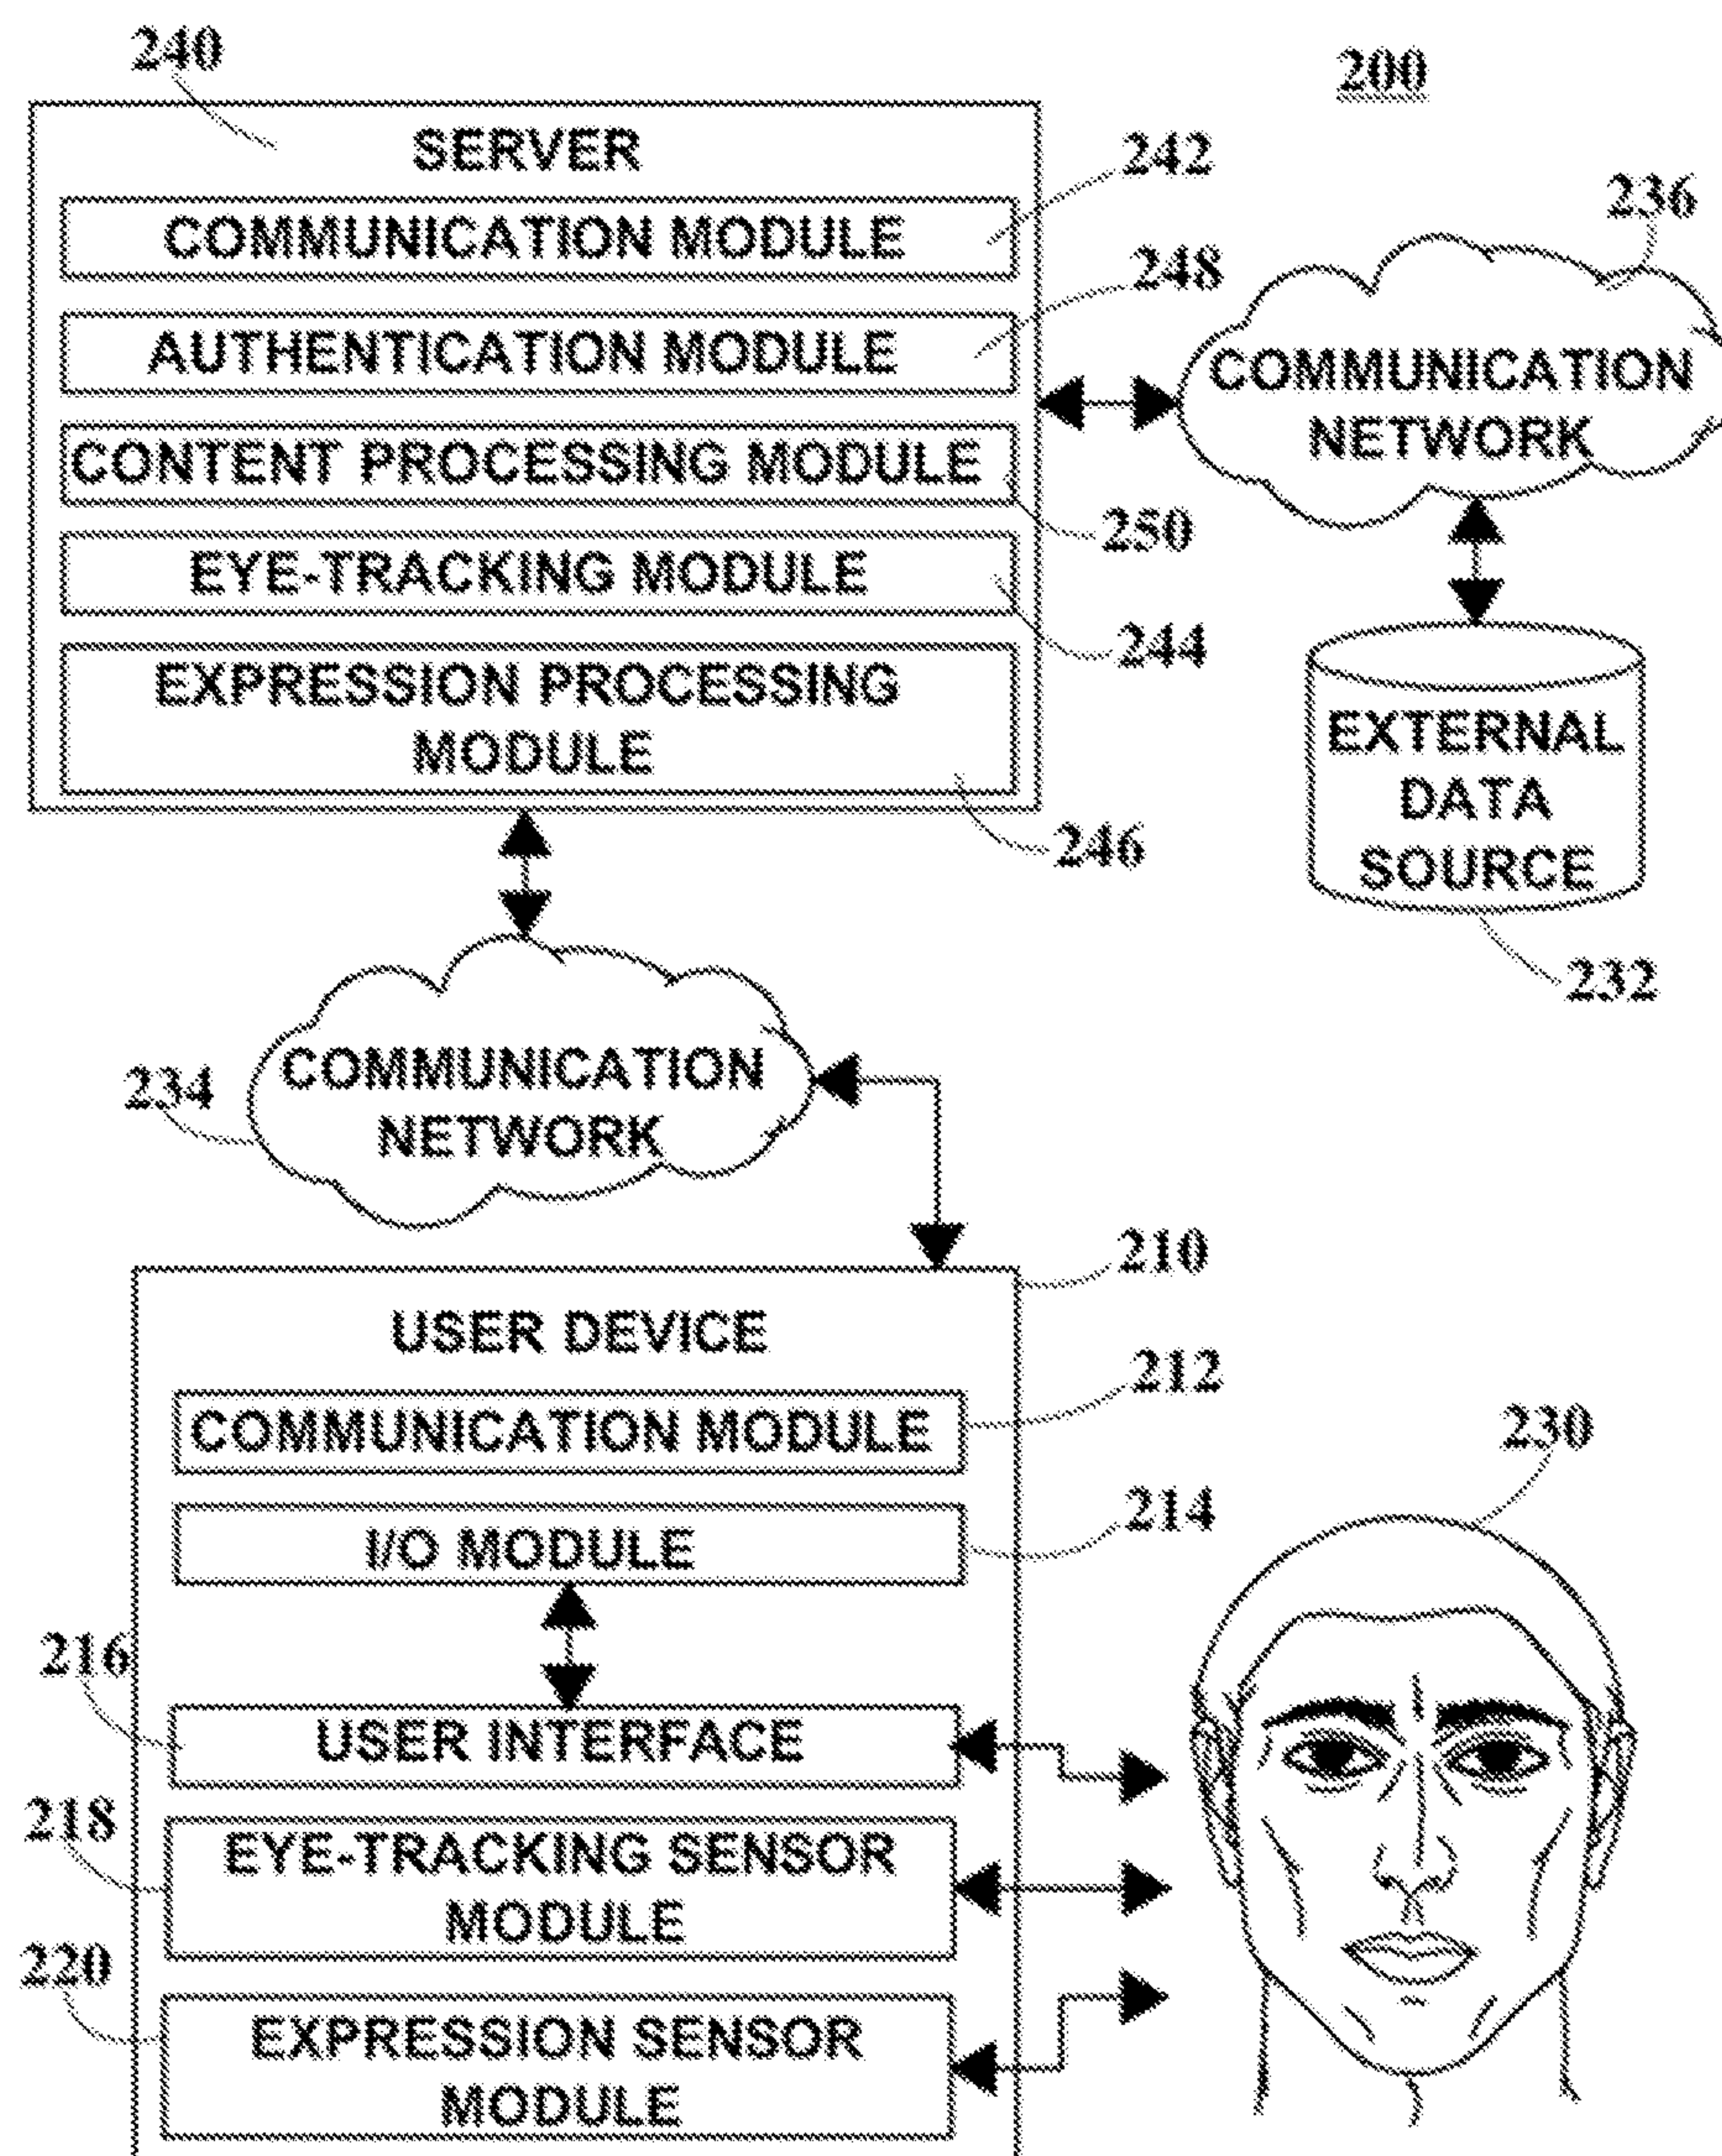 240
200
SERVER
242
COMMUNICATION MODULE
236
248
AUTHENTICATION MODULE
COMMUNICATION
NETWORK
CONTENT PROCESSING MODULE
250
EYE-TRACKING MODULE
244
EXPRESSION PROCESSING
MODULE
246
EXTERNAL
DATA
SOURCE
232
234
COMMUNICATION
NETWORK
210
USER DEVICE
212
COMMUNICATION MODULE
230
214
I/O MODULE
216
USER INTERFACE
218
EYE-TRACKING SENSOR
MODULE
220
EXPRESSION SENSOR
MODULE